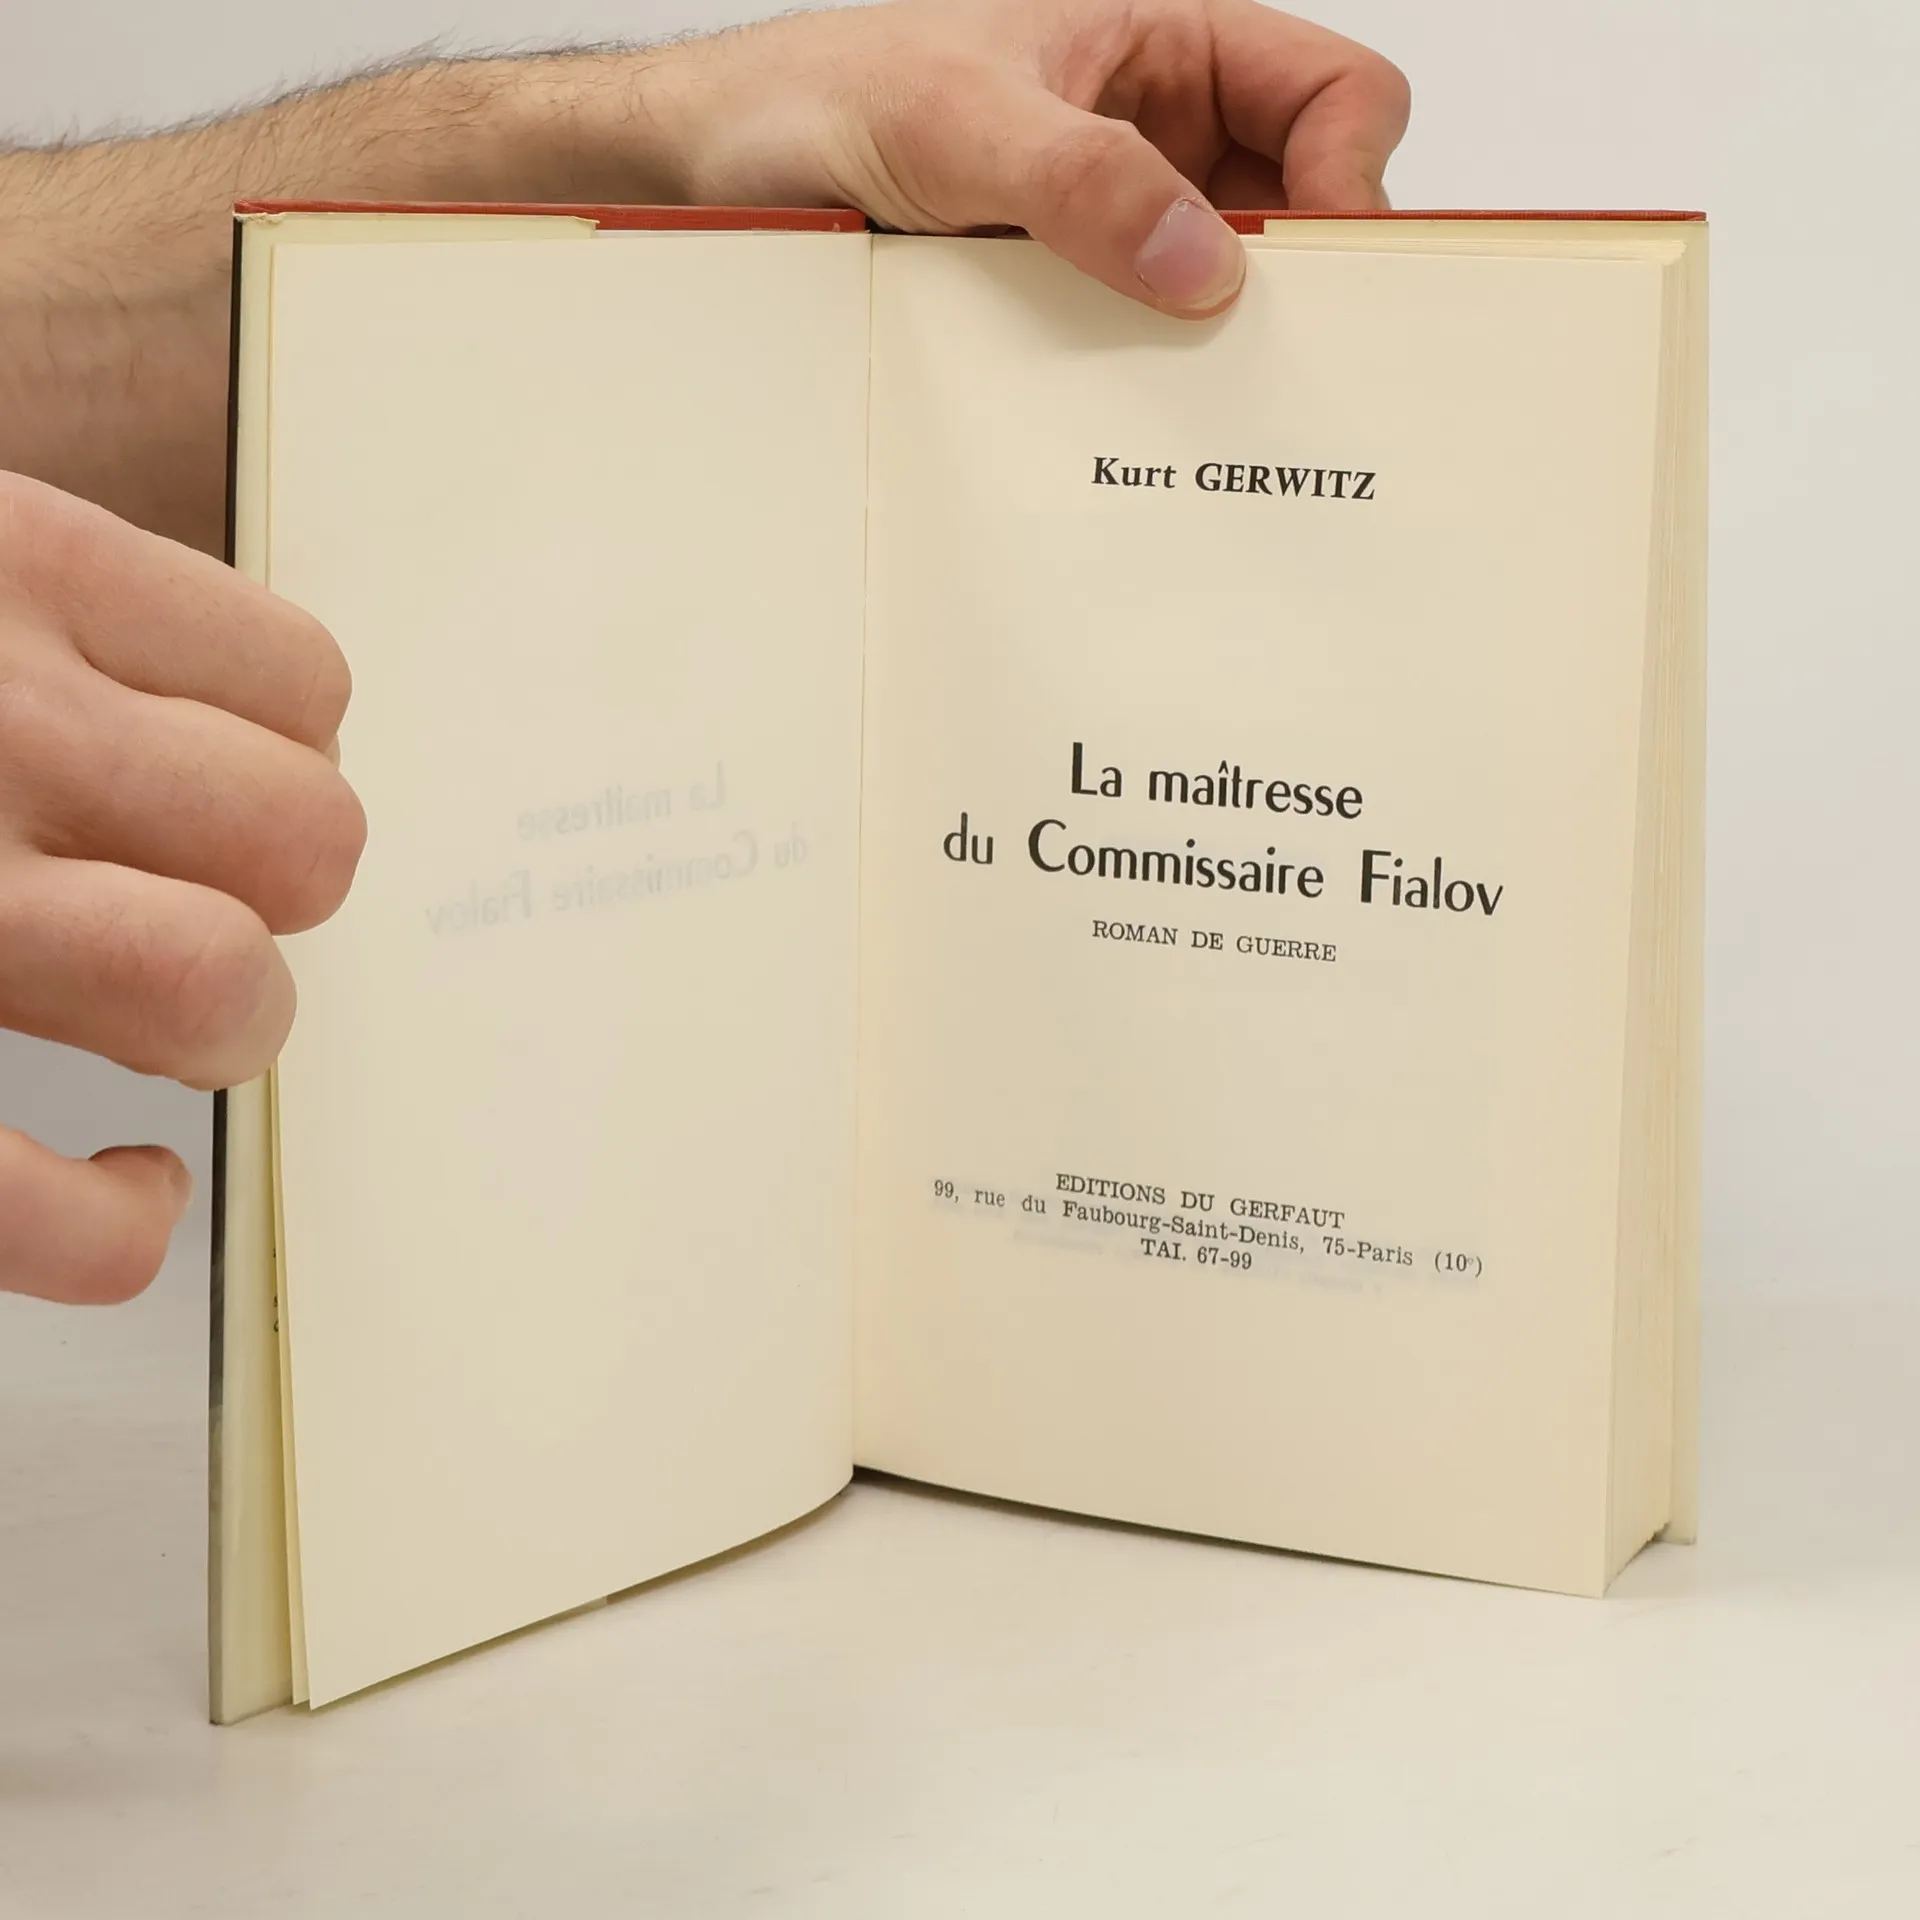 Kurt GERWITZ
La maîtresse
du Commissaire Fialov
ROMAN DE GUERRE
EDITIONS DU GERFAUT
99, rue du Faubourg-Saint-Denis, 75-Paris (10e)
TAI. 67-99